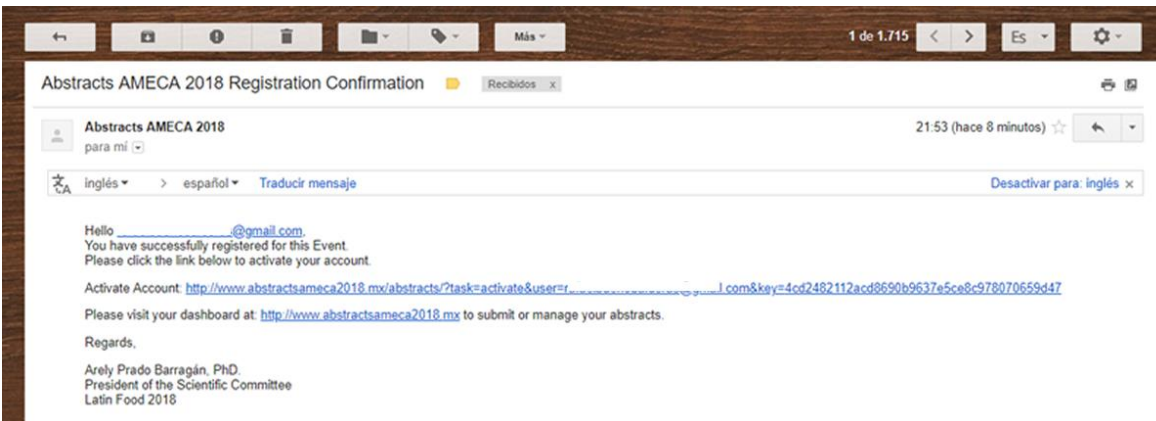 Más
1 de 1.715
Es
Abstracts AMECA 2018 Registration Confirmation
Recibidos x
Abstracts AMECA 2018
21:53 (hace 8 minutos)
para mí
inglés > español Traducir mensaje
Desactivar para: inglés x
Hello @gmail.com,
You have successfully registered for this Event.
Please click the link below to activate your account.
Activate Account: http://www.abstractsameca2018.mx/abstracts/?task=activate&user= l.com&key=4cd2482112acd8690b9637e5ce8c978070659d47
Please visit your dashboard at: http://www.abstractsameca2018.mx to submit or manage your abstracts.
Regards,
Arely Prado Barragán, PhD.
President of the Scientific Committee
Latin Food 2018